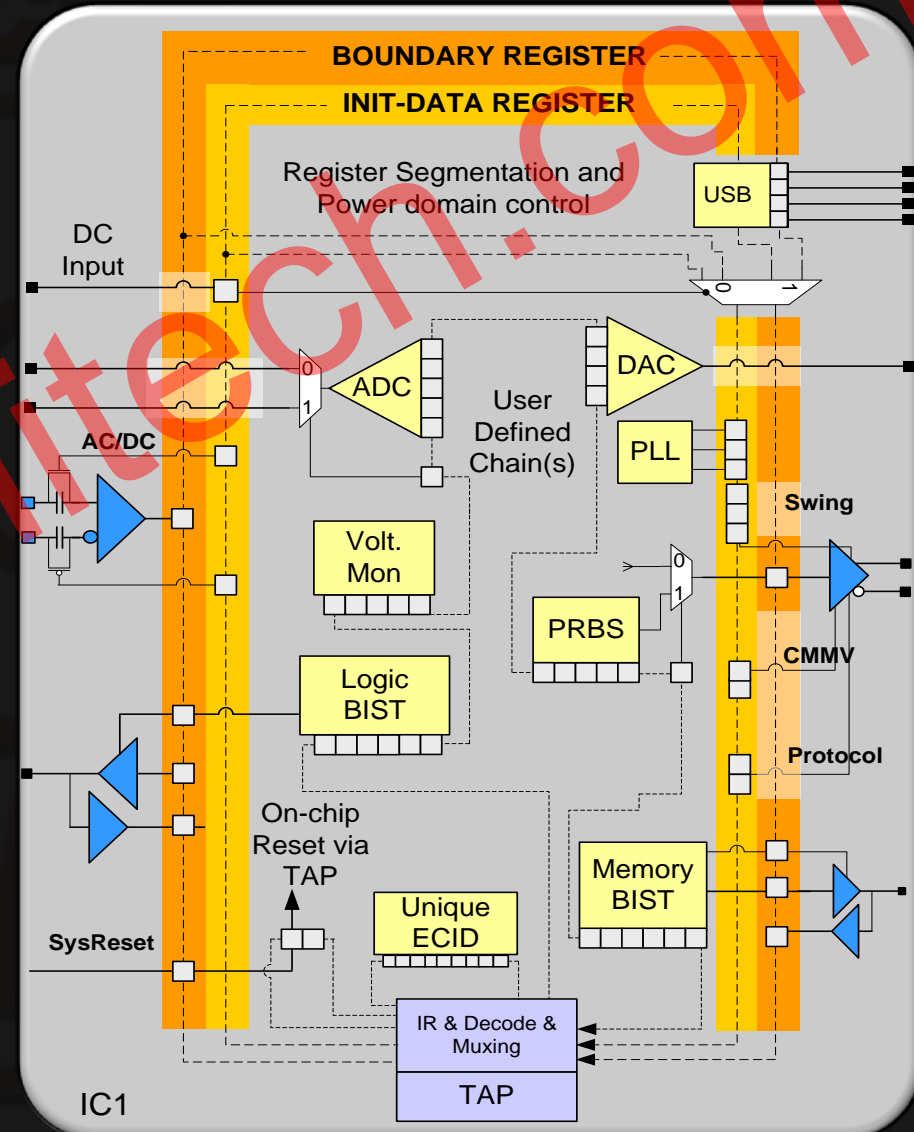 BOUNDARY REGISTER
INIT-DATA REGISTER
Register Segmentation and
Power domain control
USB
DC
Input
0
1
0
1
ADC
DAC
User
Defined
Chain(s)
PLL
AC/DC
Swing
Volt.
Mon
0
1
PRBS
CMMV
Logic
BIST
Protocol
On-chip
Reset via
TAP
Memory
BIST
Unique
ECID
SysReset
IR & Decode &
Muxing
TAP
IC1
itech.com